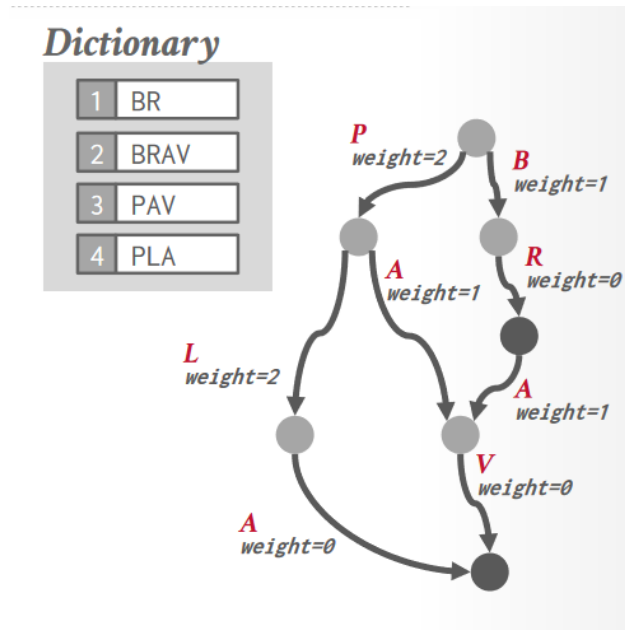 Dictionary
1 BR
2 BRAV
3 PAV
4 PLA
P
weight=2
B
weight=1
A
weight=1
R
weight=0
L
weight=2
A
weight=1
V
weight=0
A
weight=0